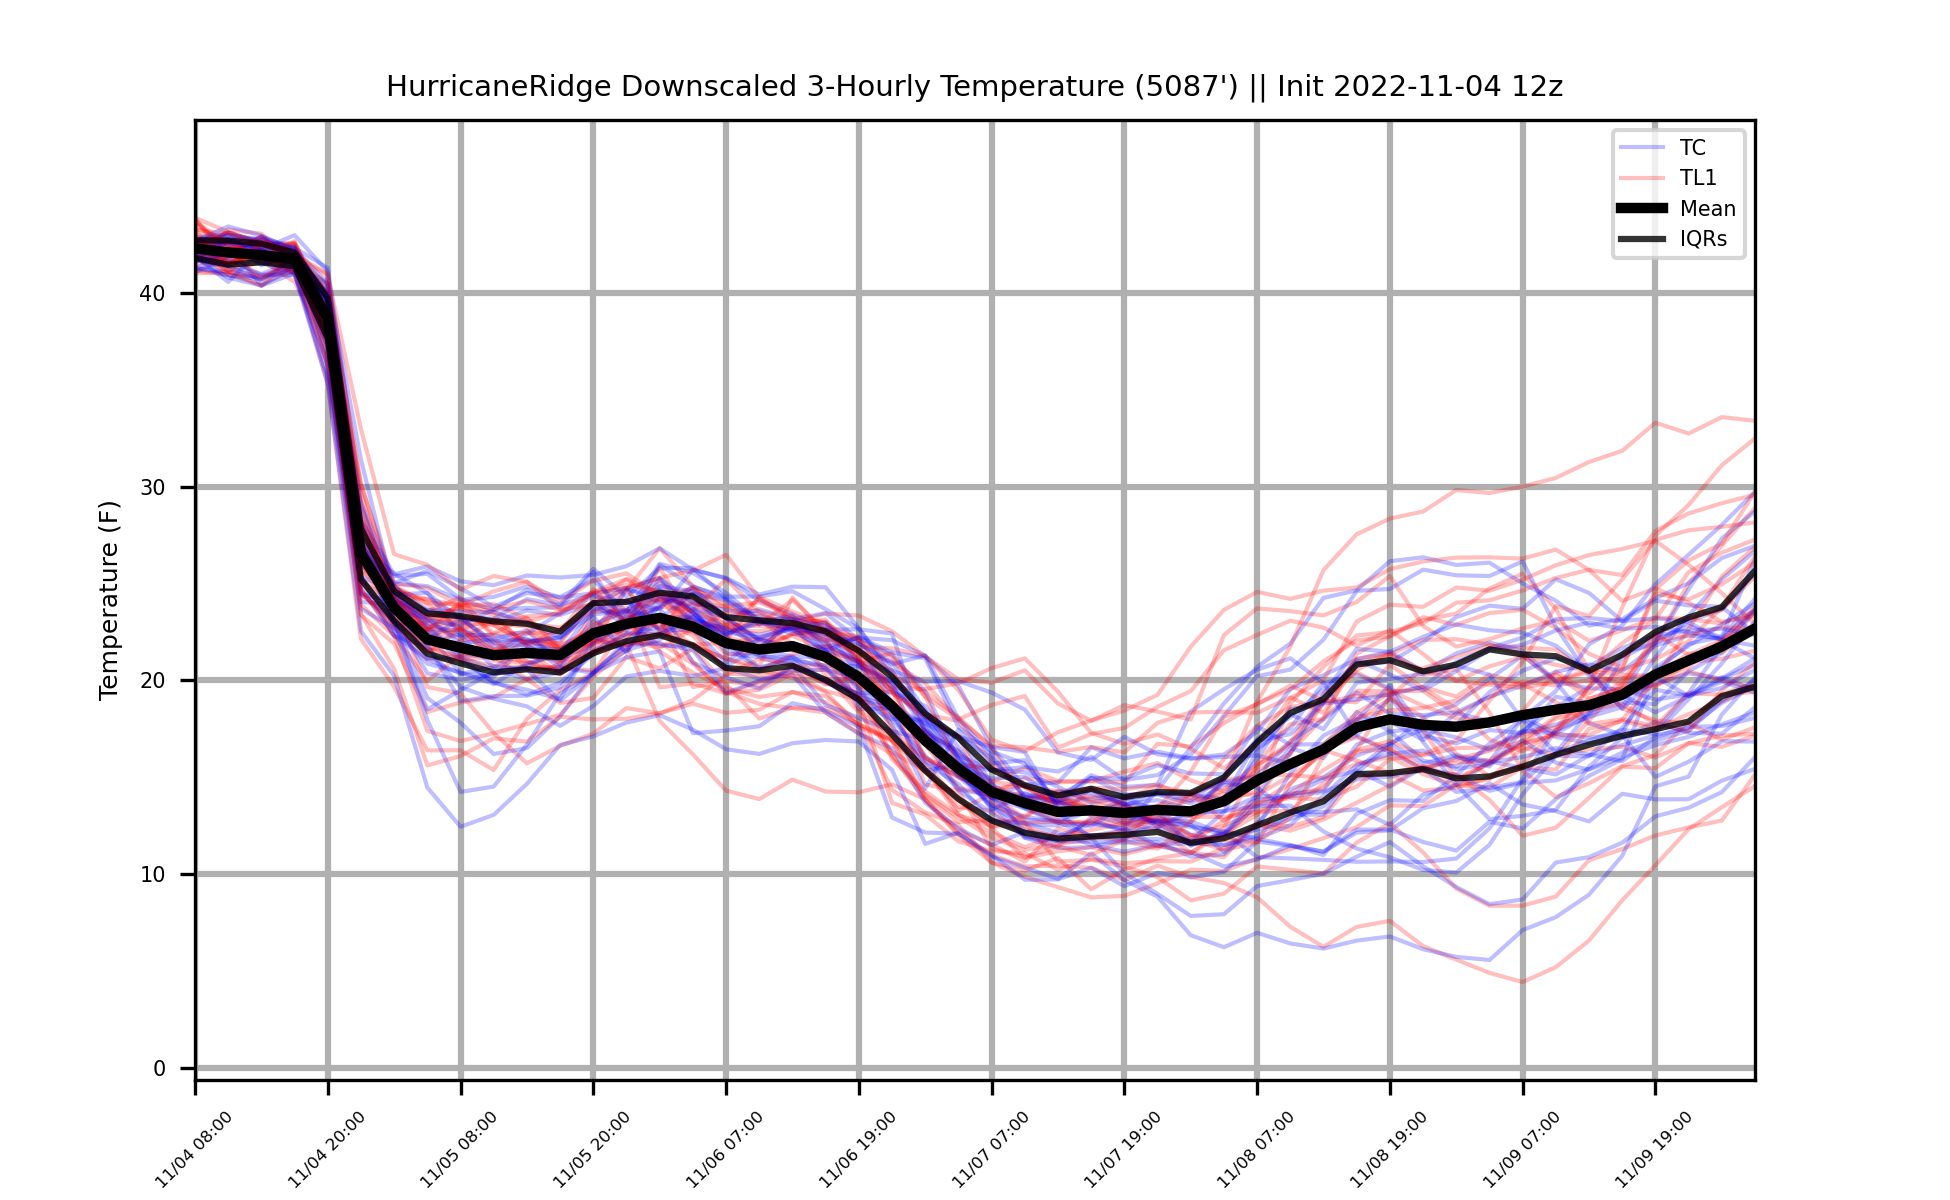 HurricaneRidge Downscaled 3-Hourly Temperature (5087') || Init 2022-11-04 12z
TC
TL1
Mean
IQRs
Temperature (F)
40
30
20
10
0
11/04 08:00
11/04 20:00
11/05 08:00
11/05 20:00
11/06 07:00
11/06 19:00
11/07 07:00
11/07 19:00
11/08 07:00
11/08 19:00
11/09 07:00
11/09 19:00